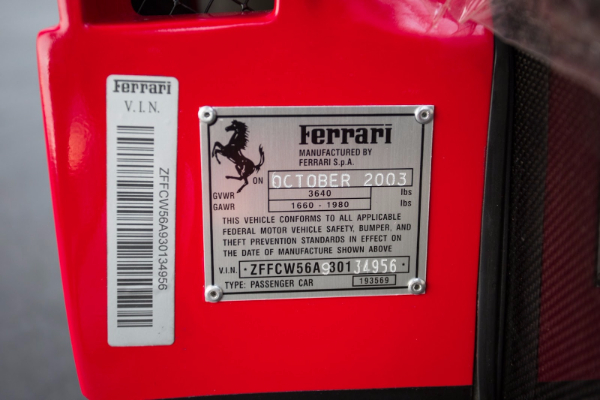 Ferrari
V.I.N.
ZFFCW56A930134956
Ferrari
MANUFACTURED BY
FERRARI S.p.A.
ON OCTOBER 2003
GVWR 3640 lbs
GAWR 1660 - 1980 lbs
THIS VEHICLE CONFORMS TO ALL APPLICABLE
FEDERAL MOTOR VEHICLE SAFETY, BUMPER, AND
THEFT PREVENTION STANDARDS IN EFFECT ON
THE DATE OF MANUFACTURE SHOWN ABOVE
V.I.N. · ZFFCW56A930134956 ·
TYPE: PASSENGER CAR 193569